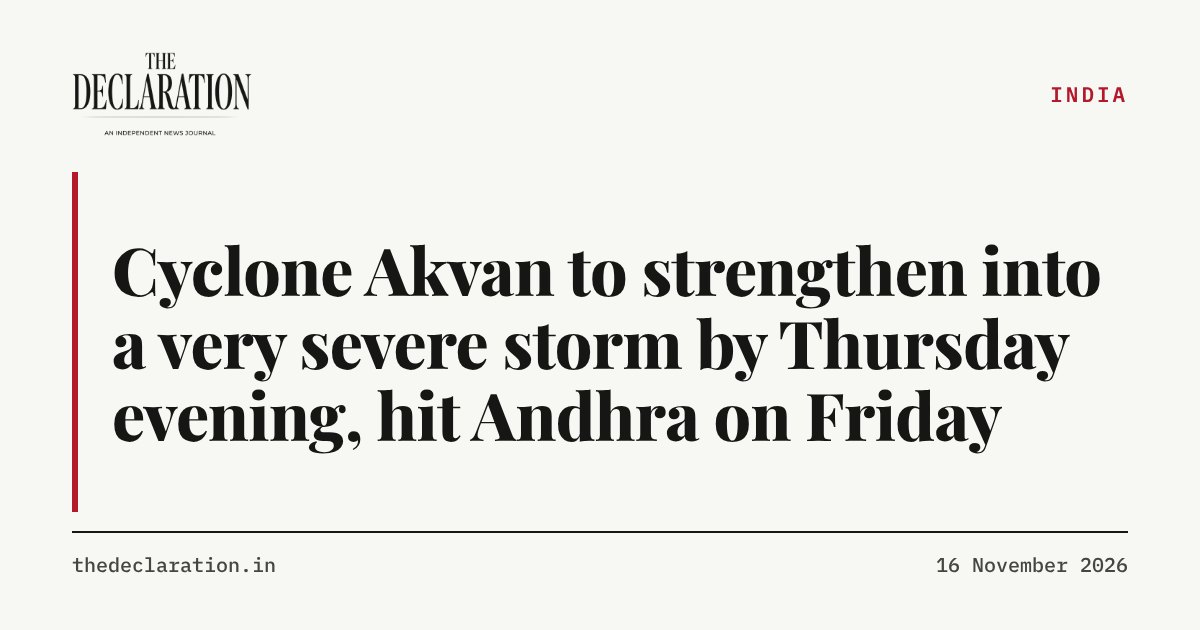 THE
DECLARATION
AN INDEPENDENT NEWS JOURNAL
INDIA
Cyclone Akvan to strengthen into
a very severe storm by Thursday
evening, hit Andhra on Friday
thedeclaration.in
16 November 2026